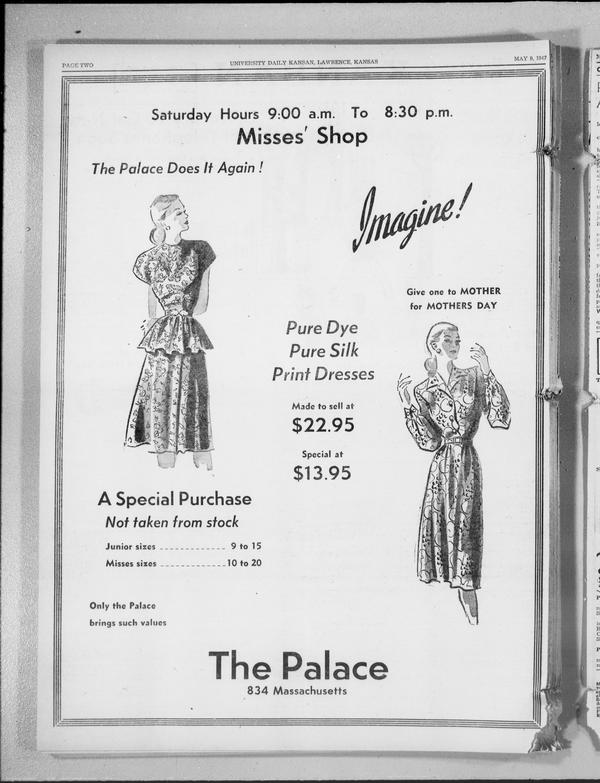 PAGE TWO
UNIVERSITY DAILY KANSAN, LAWRENCE, KANSAS
MAY 9, 1947
Saturday Hours 9:00 a.m. To 8:30 p.m.
Misses' Shop
The Palace Does It Again!
Imagine!
Give one to MOTHER
for MOTHERS DAY
Pure Dye
Pure Silk
Print Dresses
Made to sell at
$22.95
Special at
$13.95
A Special Purchase
Not taken from stock
Junior sizes ............ 9 to 15
Misses sizes ............ 10 to 20
Only the Palace
brings such values
The Palace
834 Massachusetts